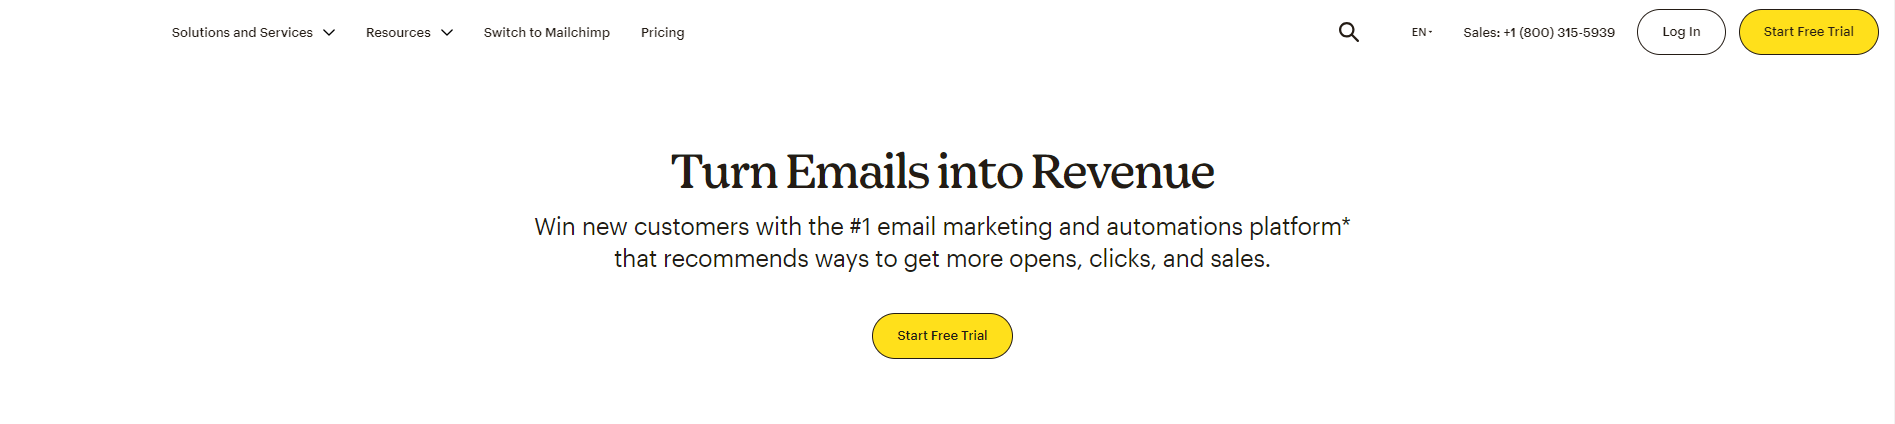 Solutions and Services Resources Switch to Mailchimp Pricing EN Sales: +1 (800) 315-5939 Log In Start Free Trial
Turn Emails into Revenue
Win new customers with the #1 email marketing and automations platform*
that recommends ways to get more opens, clicks, and sales.
Start Free Trial